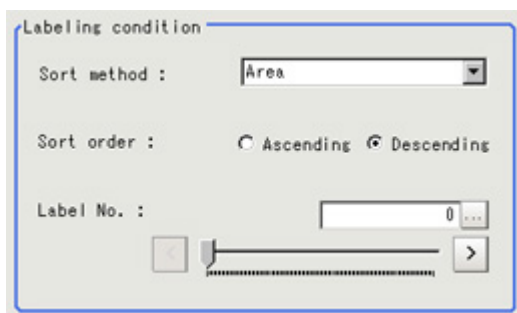 Labeling condition
Sort method : Area
Sort order : Ascending Descending
Label No. : 0 ...
< >